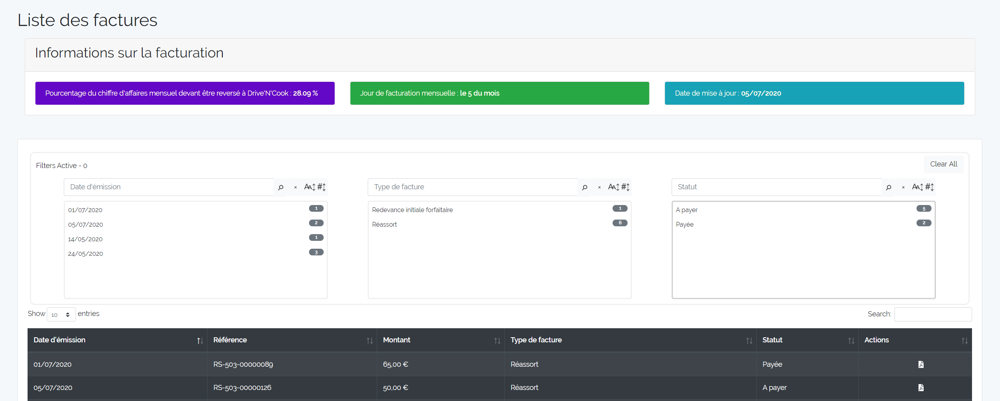 Liste des factures
Informations sur la facturation
Pourcentage du chiffre d'affaires mensuel devant être reversé à Drive'N'Cook : 28.09 %
Jour de facturation mensuelle : le 5 du mois
Date de mise à jour : 05/07/2020
Filters Active - 0
Clear All
Date d'émission
Type de facture
Statut
01/07/2020 1
05/07/2020 2
14/05/2020 1
24/05/2020 3
Redevance initiale forfaitaire 1
Réassort 6
A payer 5
Payée 2
Show 10 entries
Search:
Date d'émission Référence Montant Type de facture Statut Actions
01/07/2020 RS-503-00000089 65,00 € Réassort Payée
05/07/2020 RS-503-00000126 50,00 € Réassort A payer